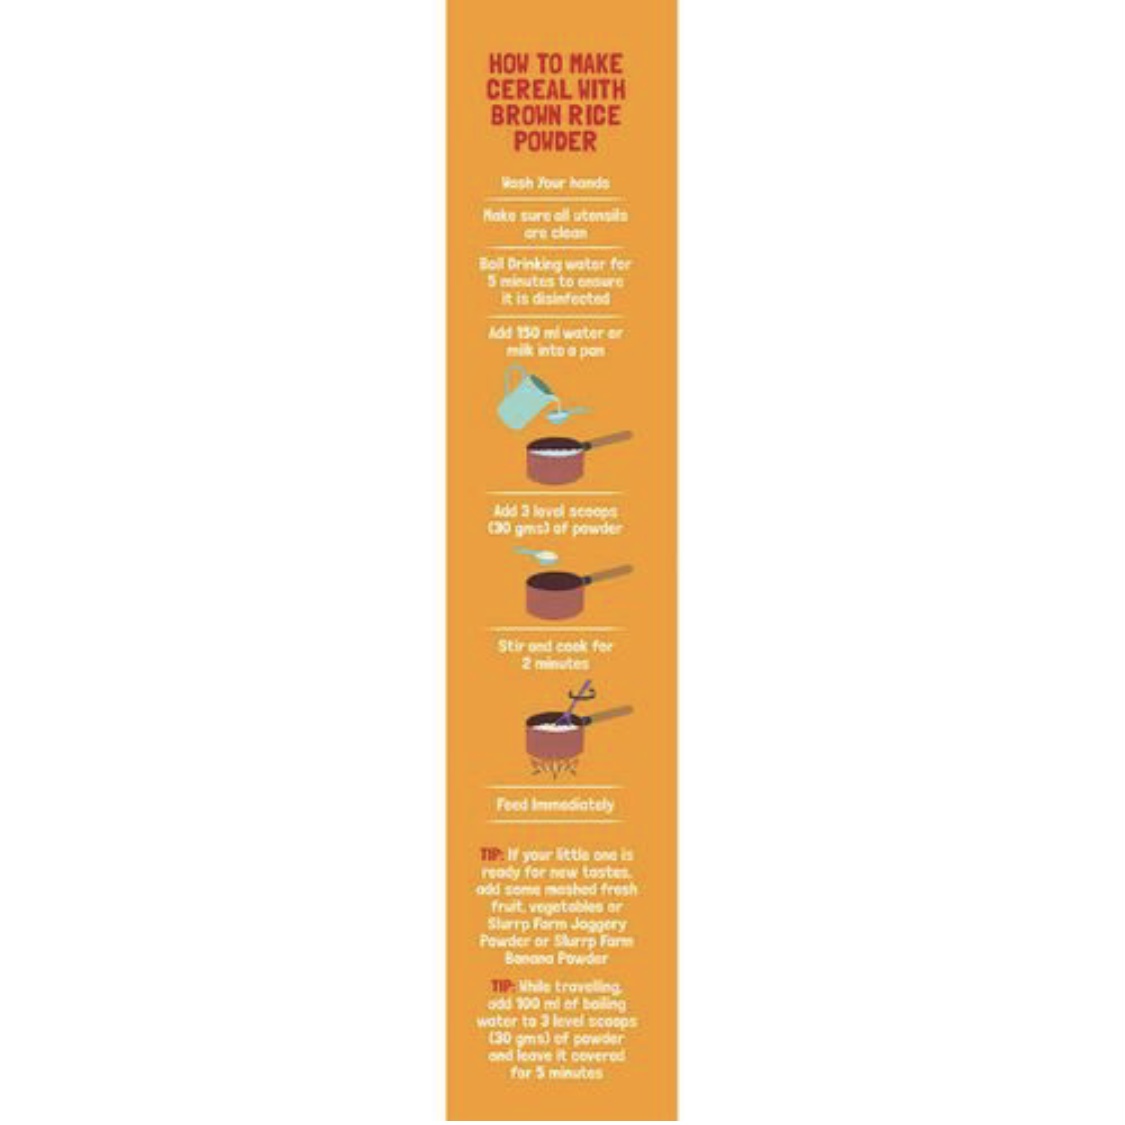 HOW TO MAKE
CEREAL WITH
BROWN RICE
POWDER
Wash Your hands
Make sure all utensils
are clean
Boil Drinking water for
5 minutes to ensure
it is disinfected
Add 150 ml water or
milk into a pan
Add 3 level scoops
(30 gms) of powder
Stir and cook for
2 minutes
Feed Immediately
TIP: If your little one is
ready for new tastes,
add some mashed fresh
fruit, vegetables or
Slurrp Farm Jaggery
Powder or Slurrp Farm
Banana Powder
TIP: While travelling,
add 100 ml of boiling
water to 3 level scoops
(30 gms) of powder
and leave it covered
for 5 minutes